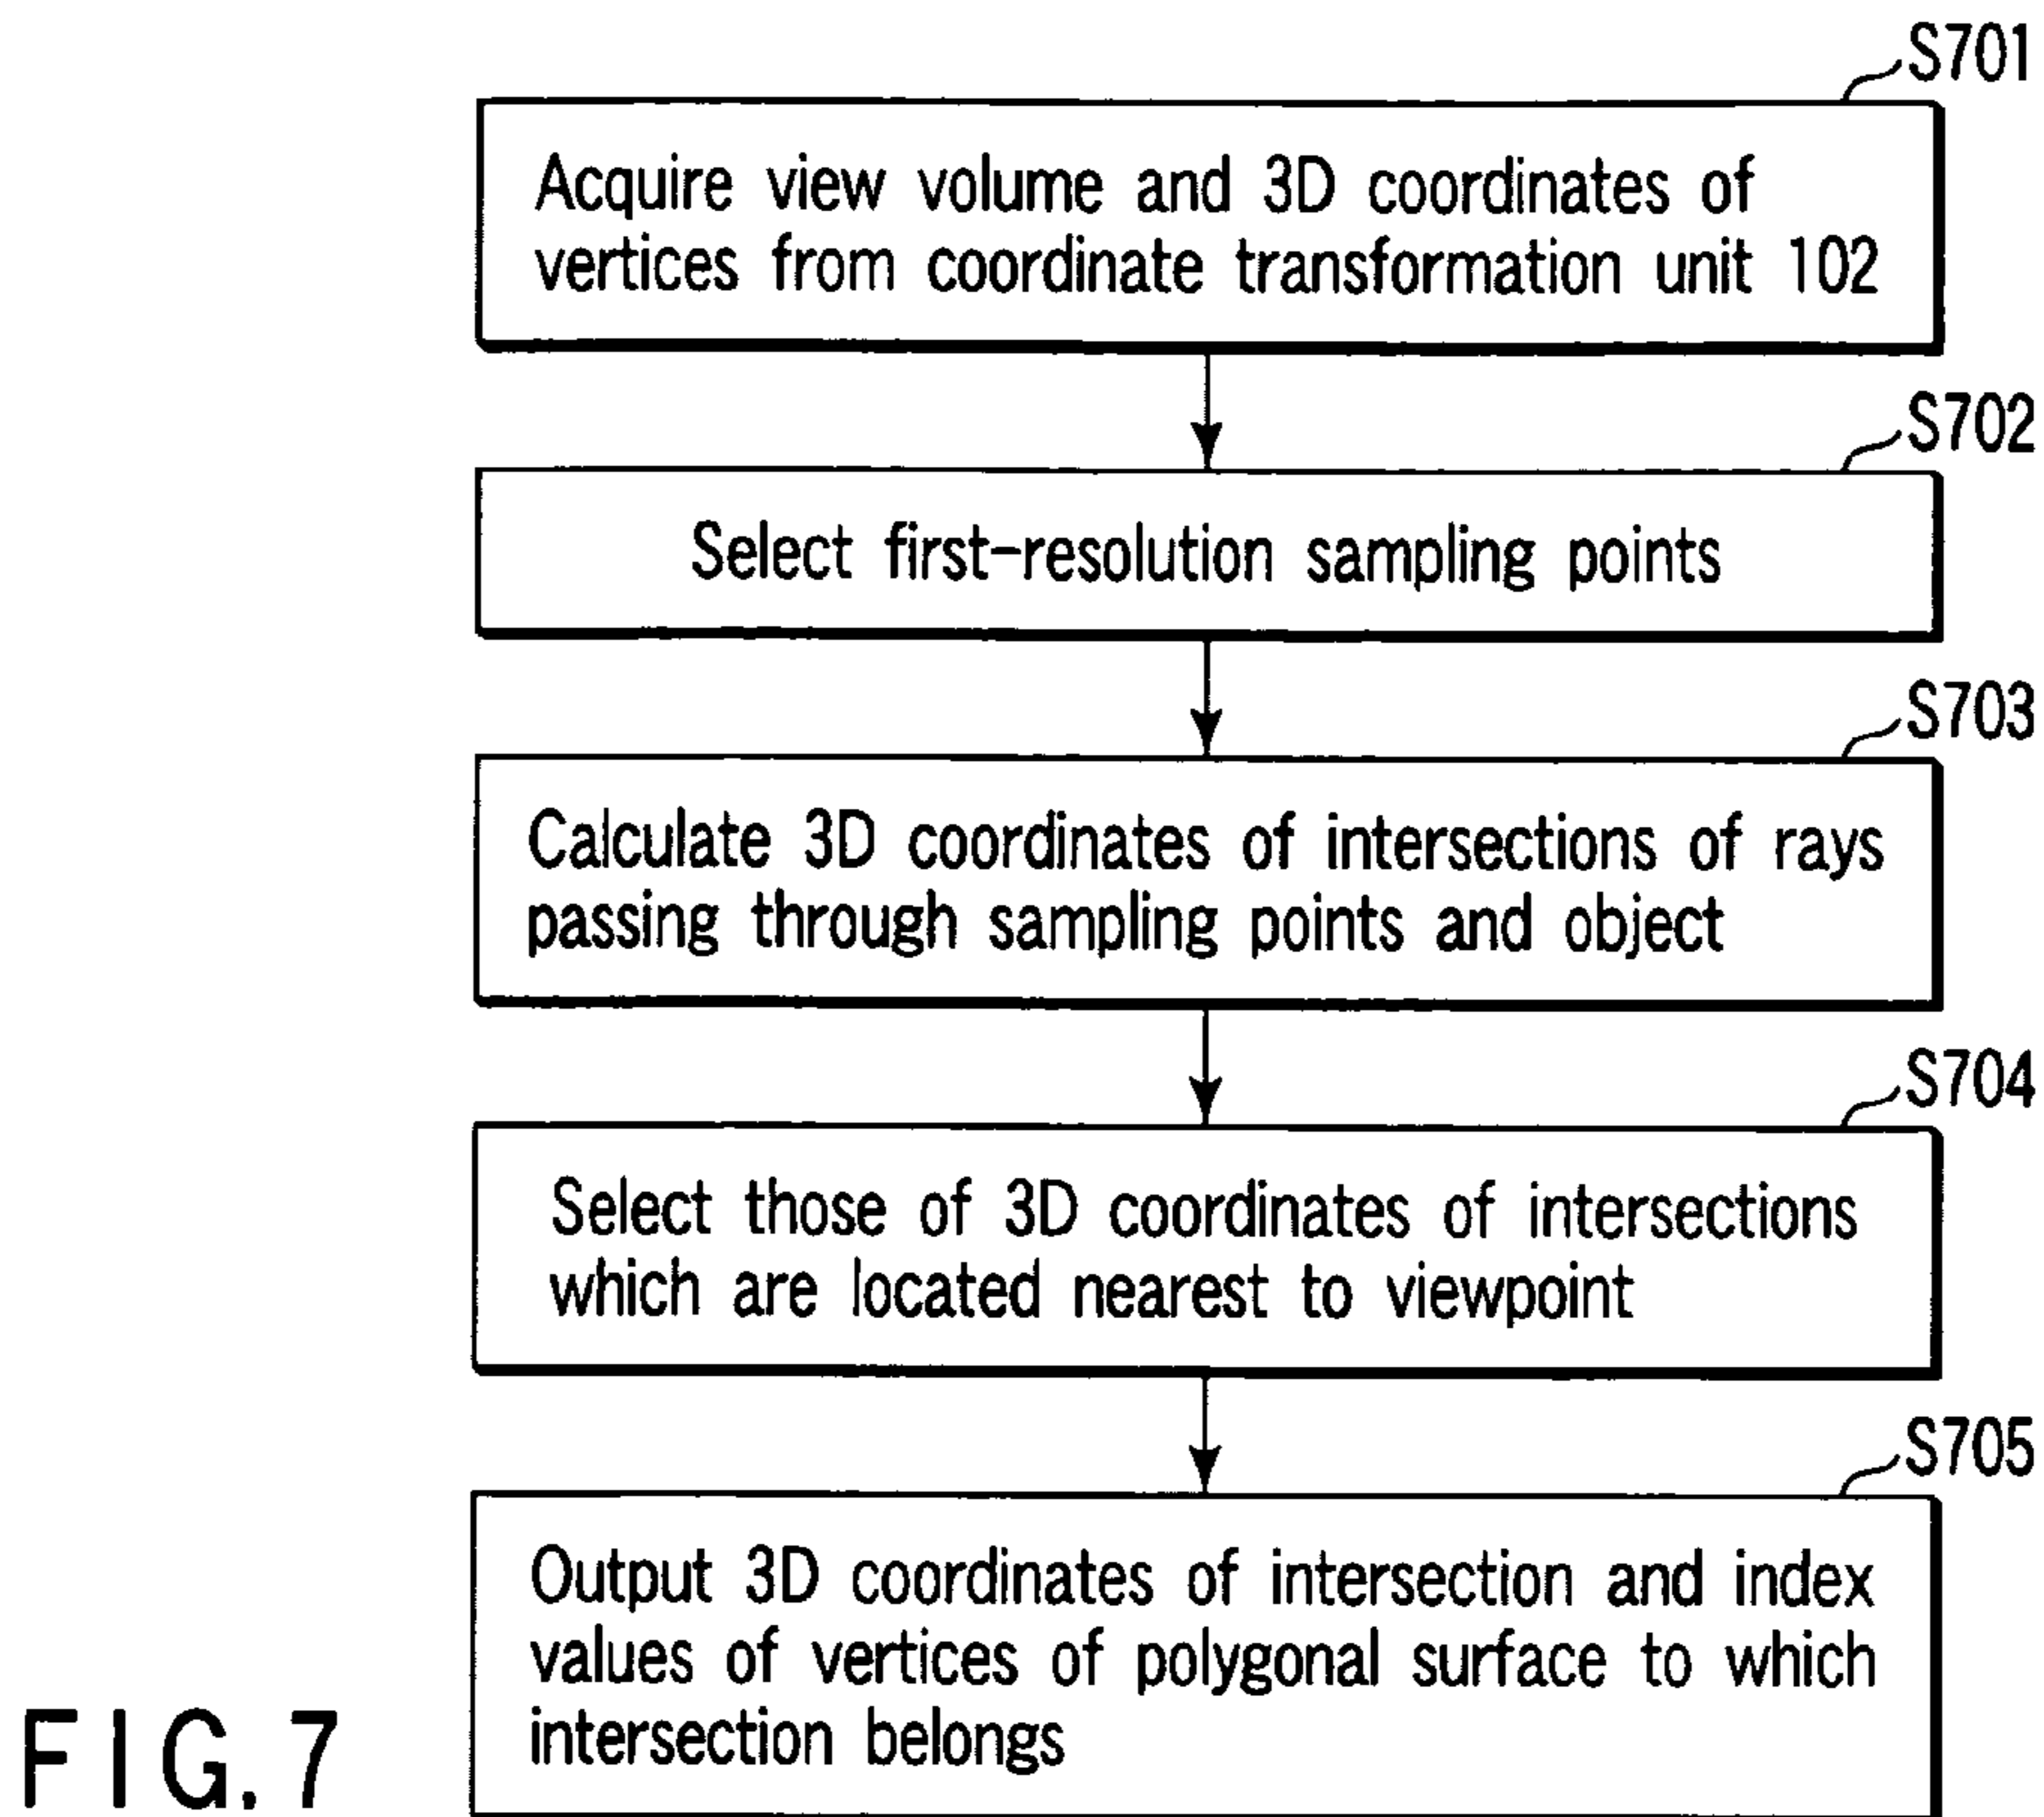 S701
Acquire view volume and 3D coordinates of
vertices from coordinate transformation unit 102
S702
Select first-resolution sampling points
S703
Calculate 3D coordinates of intersections of rays
passing through sampling points and object
S704
Select those of 3D coordinates of intersections
which are located nearest to viewpoint
S705
Output 3D coordinates of intersection and index
values of vertices of polygonal surface to which
intersection belongs
FIG.7